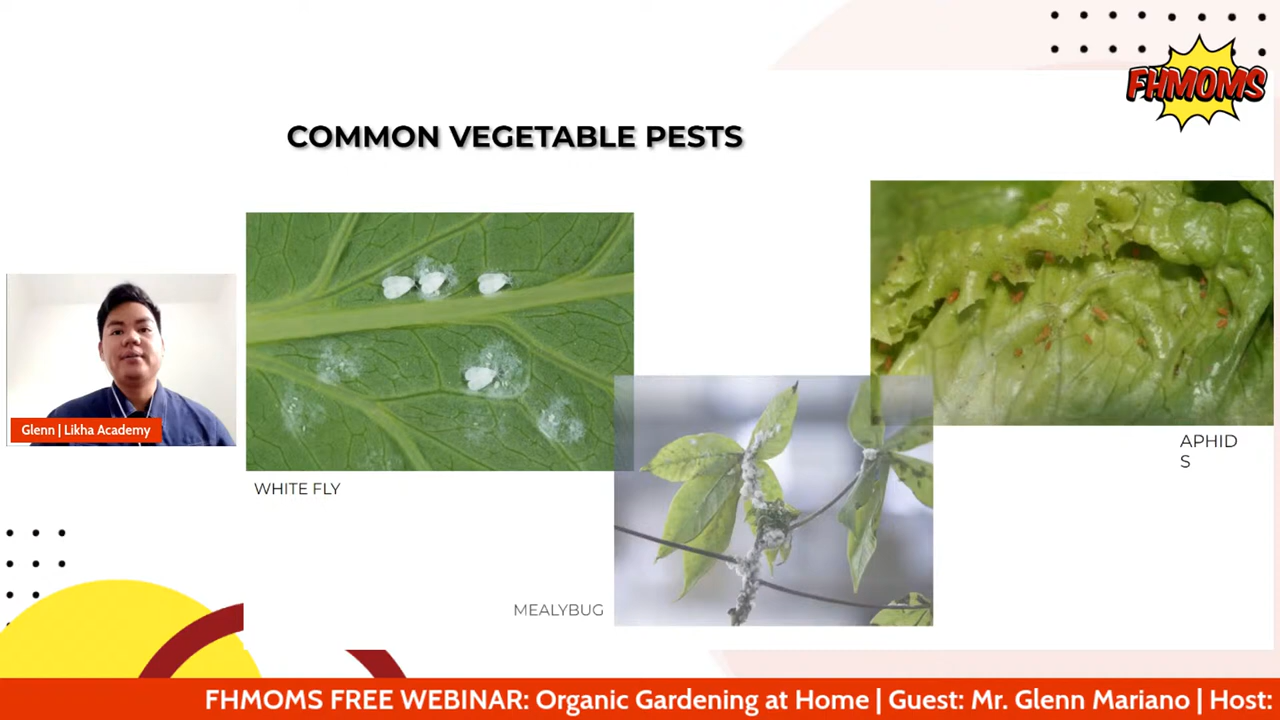 FHMOMS
COMMON VEGETABLE PESTS
Glenn | Likha Academy
WHITE FLY
APHID
S
MEALYBUG
FHMOMS FREE WEBINAR: Organic Gardening at Home | Guest: Mr. Glenn Mariano | Host: